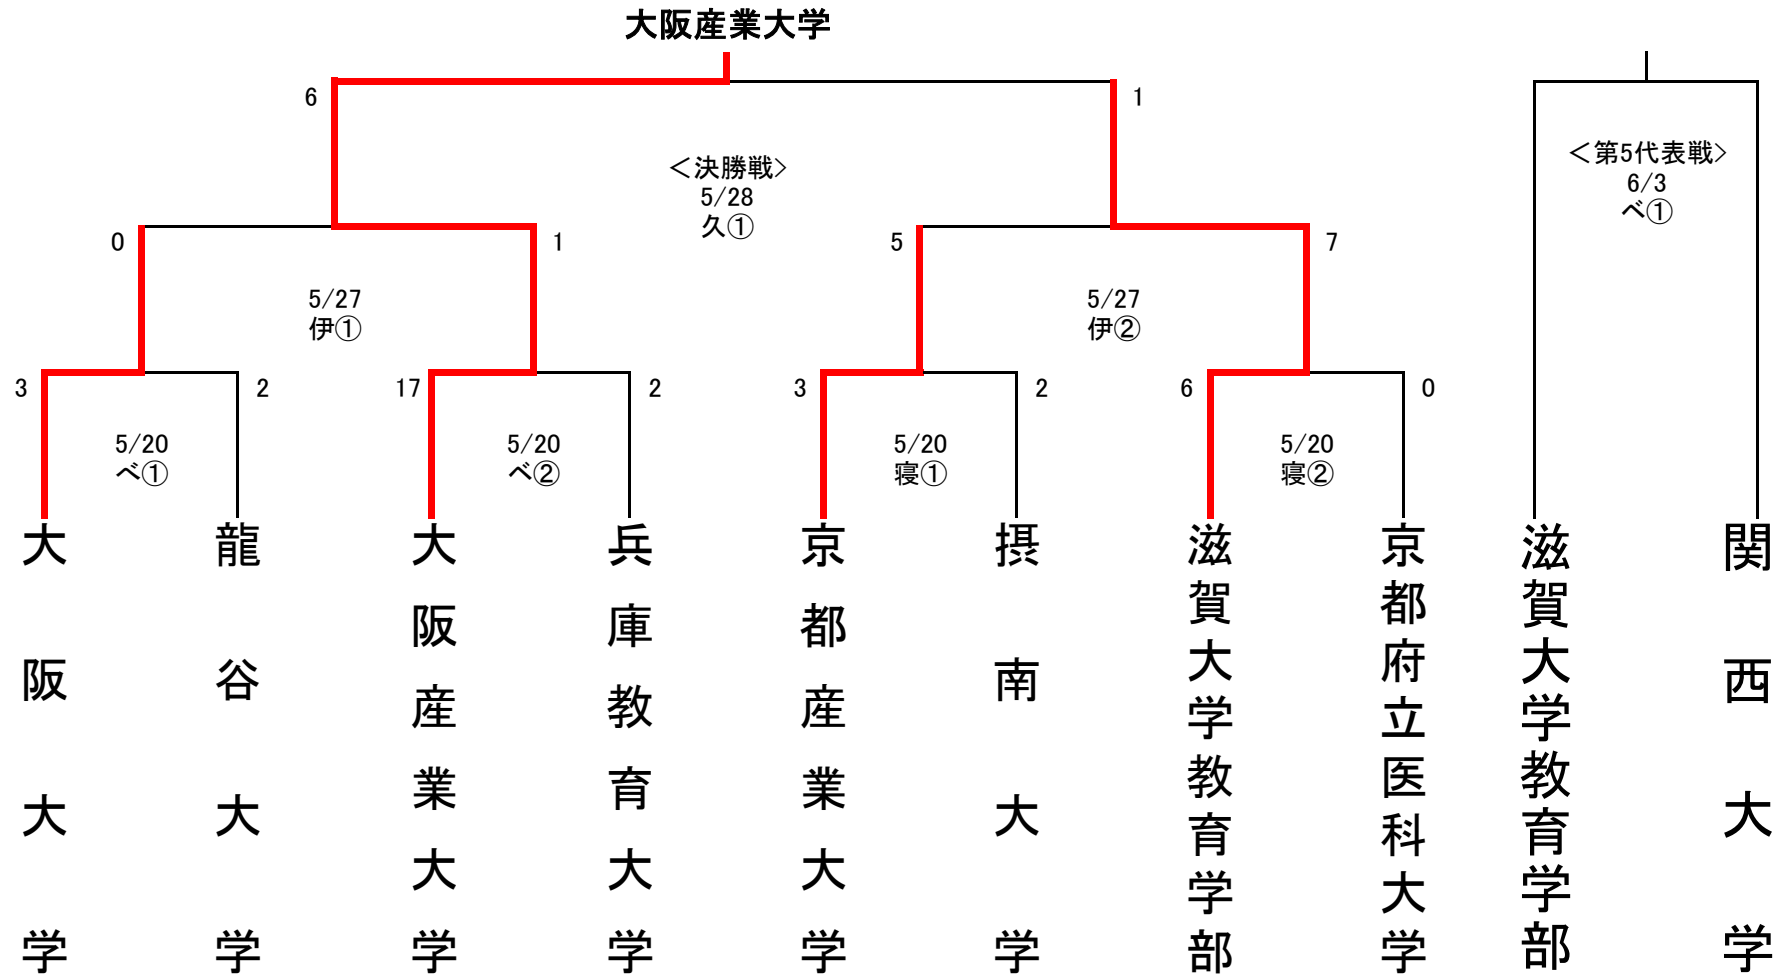 大阪産業大学
6
1
＜決勝戦＞
5/28
久①
＜第5代表戦＞
6/3
ベ①
0
1
5
7
5/27
伊①
5/27
伊②
3
2
17
2
3
2
6
0
5/20
ベ①
5/20
ベ②
5/20
寝①
5/20
寝②
大阪大学
龍谷大学
大阪産業大学
兵庫教育大学
京都産業大学
摂南大学
滋賀大学教育学部
京都府立医科大学
滋賀大学教育学部
関西大学